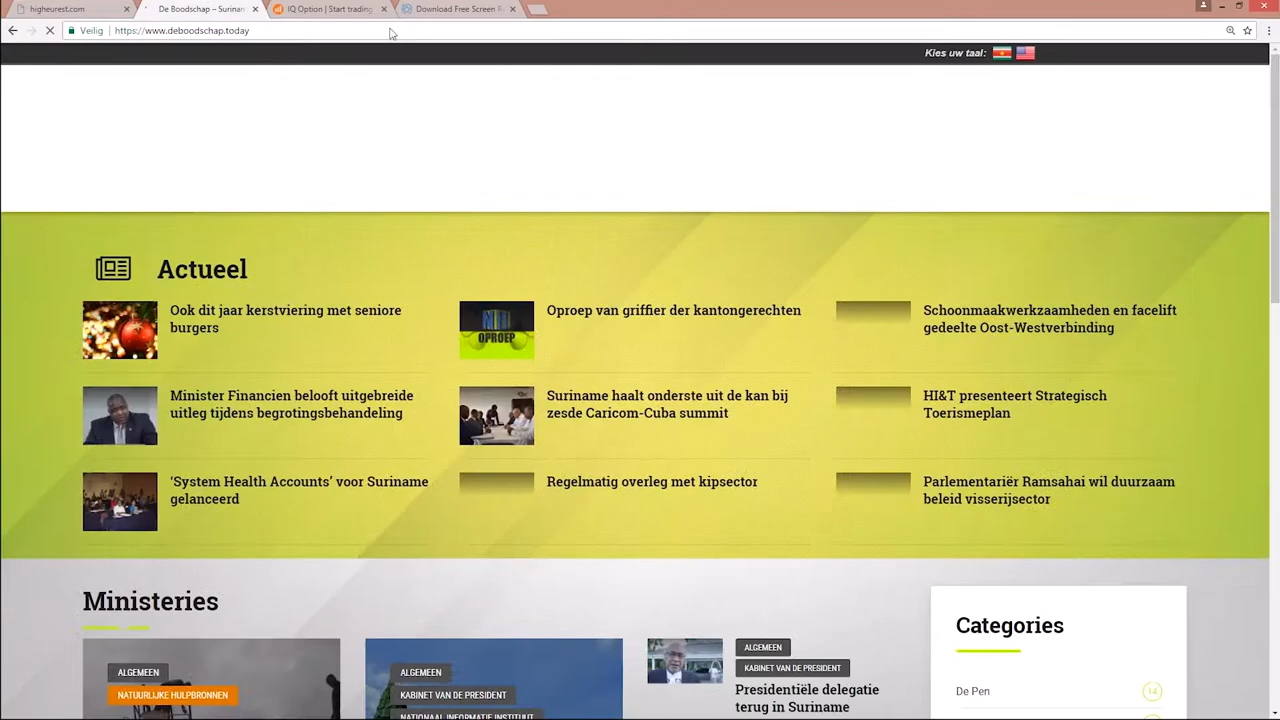 higheurest.com
De Boodschap – Surinam
IQ Option | Start trading
Download Free Screen R
Veilig
https://www.deboodschap.today
Kies uw taal:
Actueel
Ook dit jaar kerstviering met seniore
burgers
OPROEP
Oproep van griffier der kantongerechten
Schoonmaakwerkzaamheden en facelift
gedeelte Oost-Westverbinding
Minister Financien belooft uitgebreide
uitleg tijdens begrotingsbehandeling
Suriname haalt onderste uit de kan bij
zesde Caricom-Cuba summit
HI&T presenteert Strategisch
Toerismeplan
‘System Health Accounts’ voor Suriname
gelanceerd
Regelmatig overleg met kipsector
Parlementariër Ramsahai wil duurzaam
beleid visserijsector
Ministeries
ALGEMEEN
NATUURLIJKE HULPBRONNEN
ALGEMEEN
KABINET VAN DE PRESIDENT
NATIONAAL INFORMATIE INSTITUUT
ALGEMEEN
KABINET VAN DE PRESIDENT
Presidentiële delegatie
terug in Suriname
Categories
De Pen
14